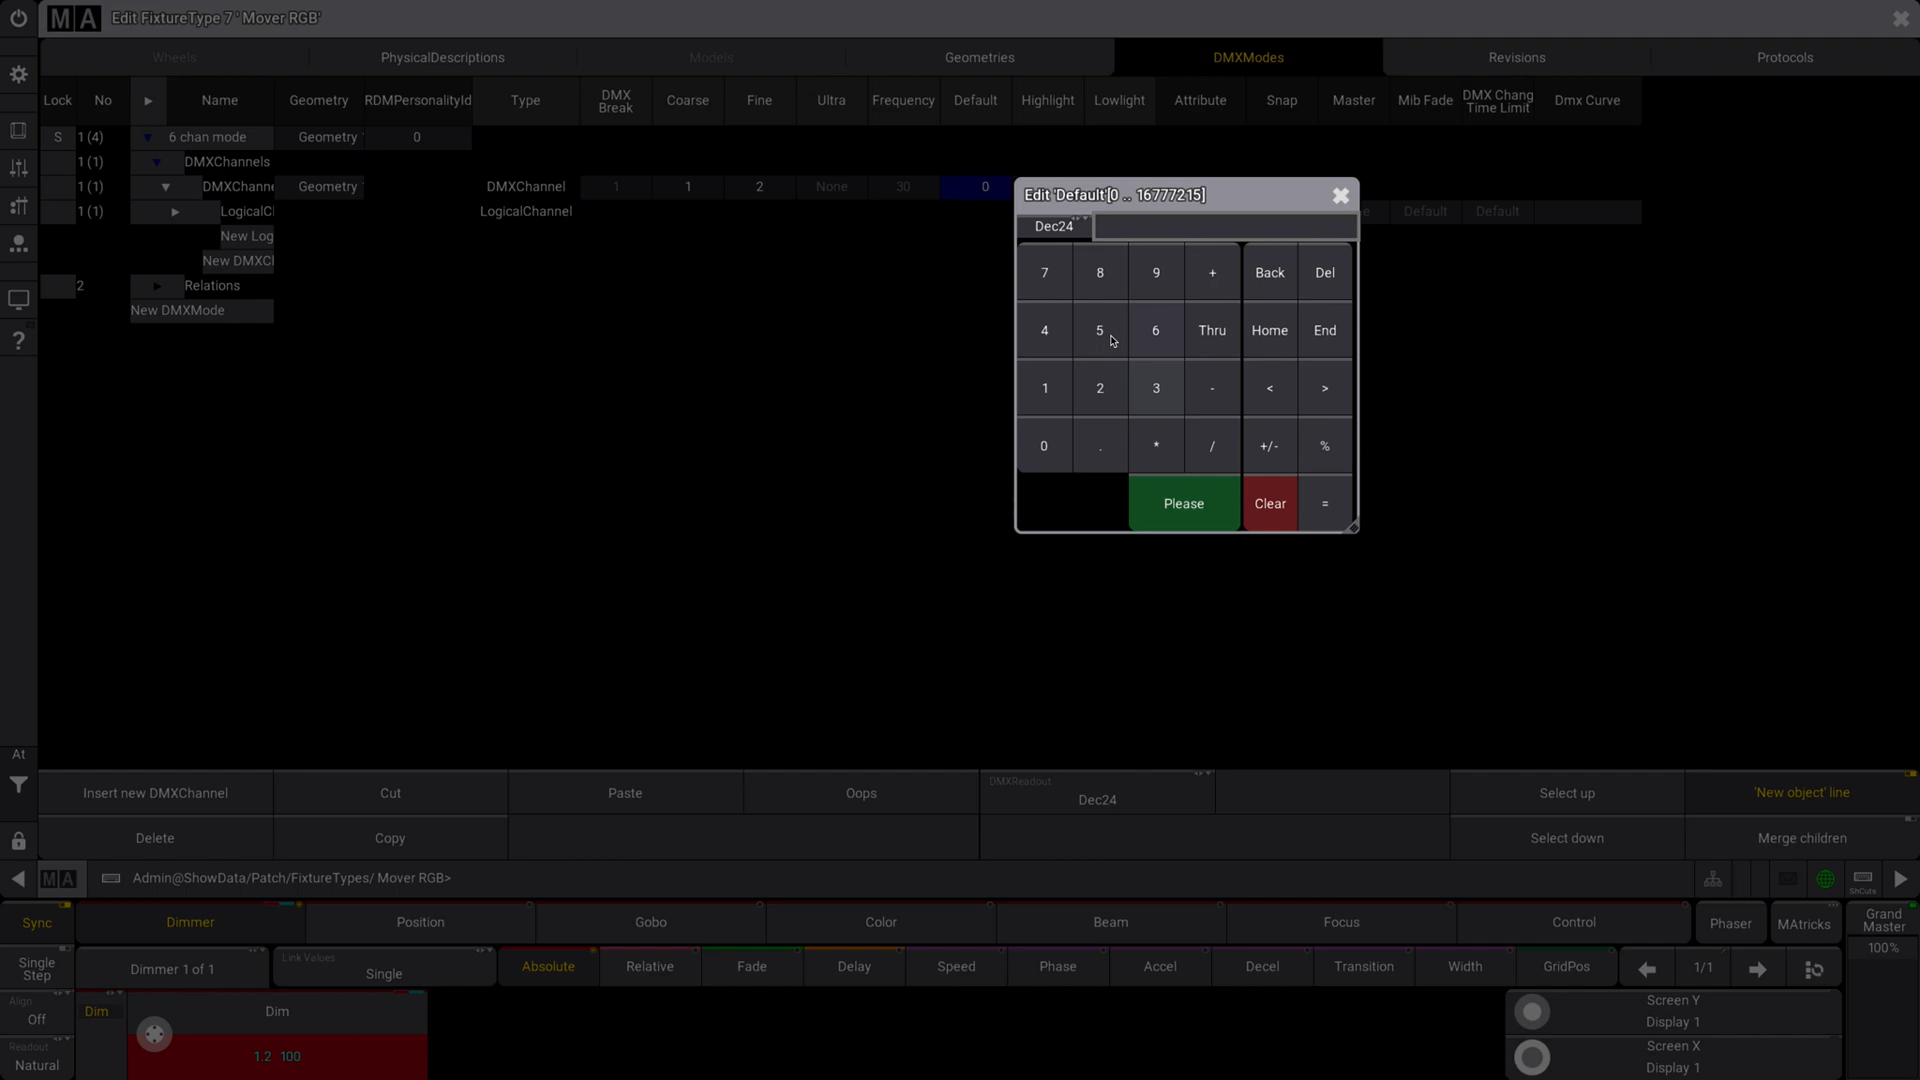 MA Edit FixtureType 7 ' Mover RGB'
Wheels PhysicalDescriptions Models Geometries DMXModes Revisions Protocols
Lock No Name Geometry RDMPersonalityId Type DMX Break Coarse Fine Ultra Frequency Default Highlight Lowlight Attribute Snap Master Mib Fade DMX Chang Time Limit Dmx Curve
S 1 (4) 6 chan mode Geometry 0
1 (1) DMXChannels
1 (1) DMXChanne Geometry DMXChannel 1 1 2 None 30 0
1 (1) LogicalCl LogicalChannel e Default Default
New Log
New DMXCl
2 Relations
New DMXMode
Edit 'Default'[0 .. 16777215]
Dec24
7 8 9 + Back Del
4 5 6 Thru Home End
1 2 3 - < >
0 . * / +/- %
Please Clear =
At
Insert new DMXChannel Cut Paste Oops DMXReadout Dec24 Select up 'New object' line
Delete Copy Select down Merge children
MA Admin@ShowData/Patch/FixtureTypes/ Mover RGB> ShCuts
Sync Dimmer Position Gobo Color Beam Focus Control Phaser MAtricks Grand Master
100%
Single Step Dimmer 1 of 1 Link Values Single Absolute Relative Fade Delay Speed Phase Accel Decel Transition Width GridPos 1/1
Align Off Dim Dim Screen Y Display 1
Readout Natural 1.2 100 Screen X Display 1